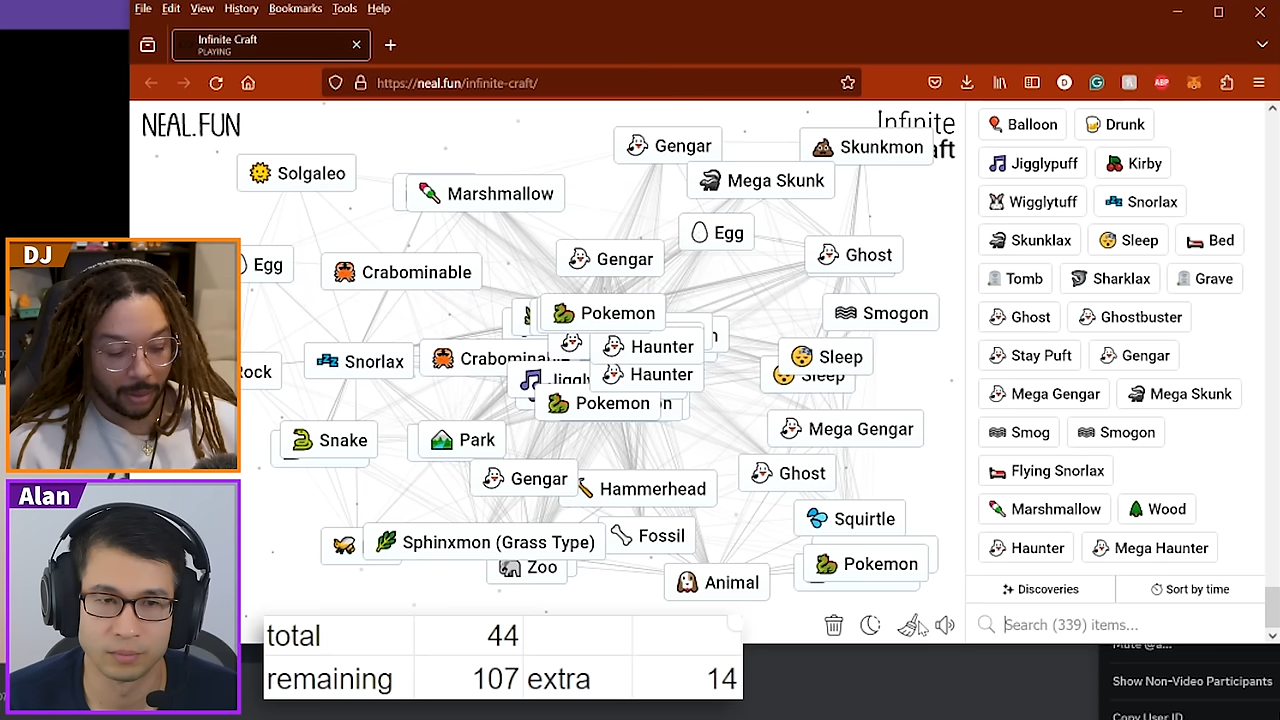 File Edit View History Bookmarks Tools Help
Infinite Craft
PLAYING
https://neal.fun/infinite-craft/
NEAL.FUN
Infinite
Craft
Gengar
Skunkmon
Solgaleo
Marshmallow
Mega Skunk
Egg
Egg
Crabominable
Gengar
Ghost
Pokemon
Smogon
Haunter
Snorlax
Crabominable
Sleep
Haunter
Sleep
Pokemon
Snake
Park
Mega Gengar
Gengar
Hammerhead
Ghost
Squirtle
Sphinxmon (Grass Type)
Fossil
Zoo
Pokemon
Animal
Balloon
Drunk
Jigglypuff
Kirby
Wigglytuff
Snorlax
Skunklax
Sleep
Bed
Tomb
Sharklax
Grave
Ghost
Ghostbuster
Stay Puft
Gengar
Mega Gengar
Mega Skunk
Smog
Smogon
Flying Snorlax
Marshmallow
Wood
Haunter
Mega Haunter
Discoveries
Sort by time
Search (339) items...
DJ
Alan
total 44
remaining 107 extra 14
Show Non-Video Participants
Copy User ID